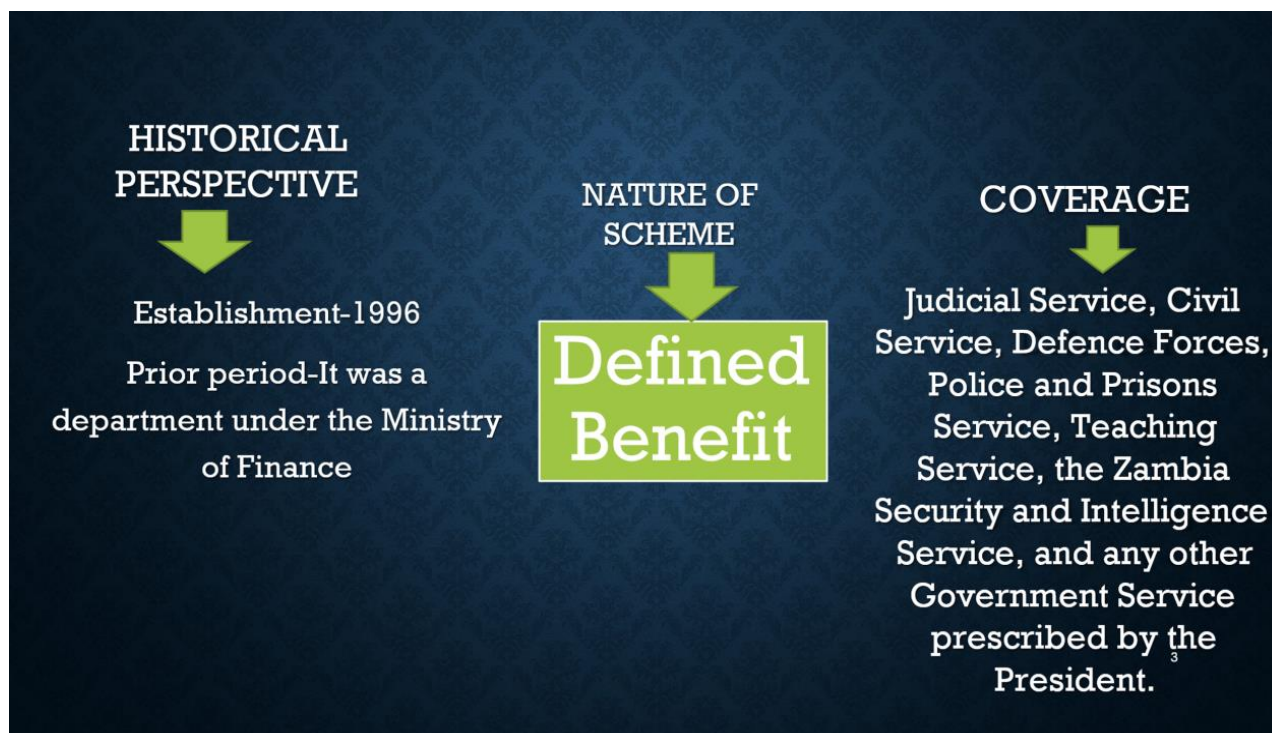 HISTORICAL
PERSPECTIVE
Establishment-1996
Prior period-It was a
department under the Ministry
of Finance
NATURE OF
SCHEME
Defined
Benefit
COVERAGE
Judicial Service, Civil
Service, Defence Forces,
Police and Prisons
Service, Teaching
Service, the Zambia
Security and Intelligence
Service, and any other
Government Service
prescribed by the
President.
3